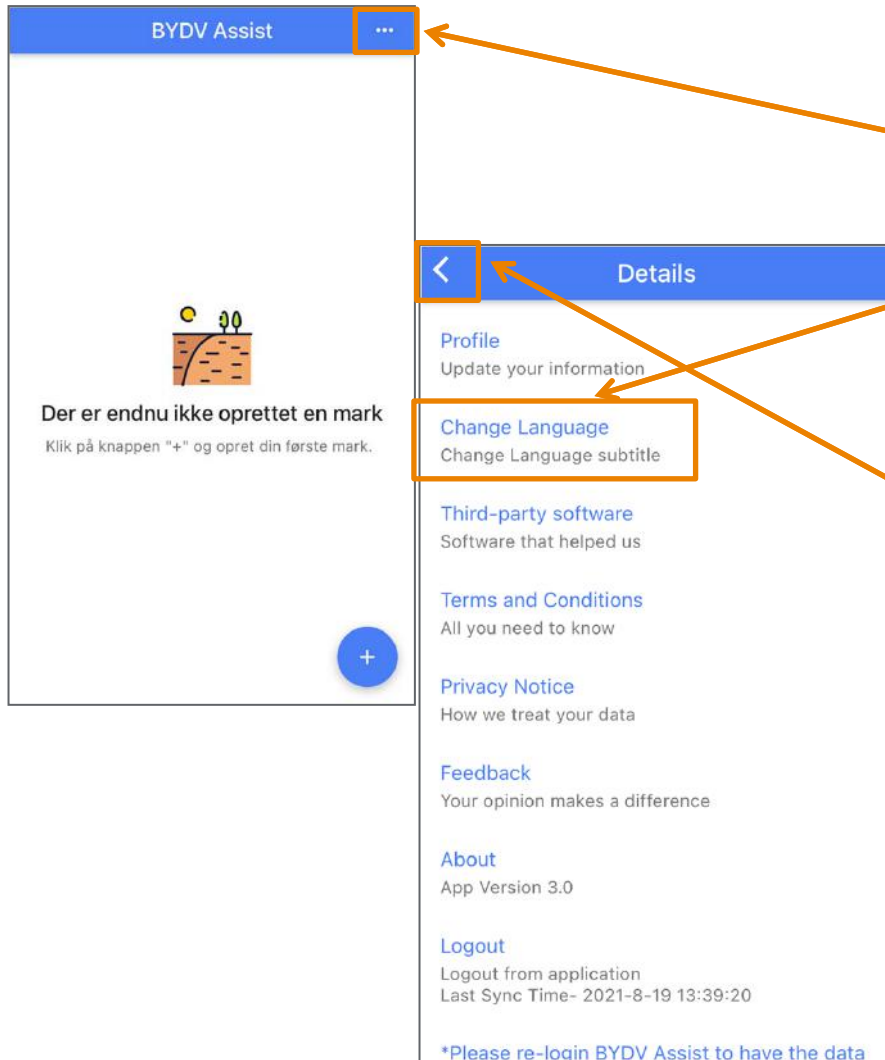 BYDV Assist
Der er endnu ikke oprettet en mark
Klik på knappen "+" og opret din første mark.
+
Details
Profile
Update your information
Change Language
Change Language subtitle
Third-party software
Software that helped us
Terms and Conditions
All you need to know
Privacy Notice
How we treat your data
Feedback
Your opinion makes a difference
About
App Version 3.0
Logout
Logout from application
Last Sync Time- 2021-8-19 13:39:20
*Please re-login BYDV Assist to have the data